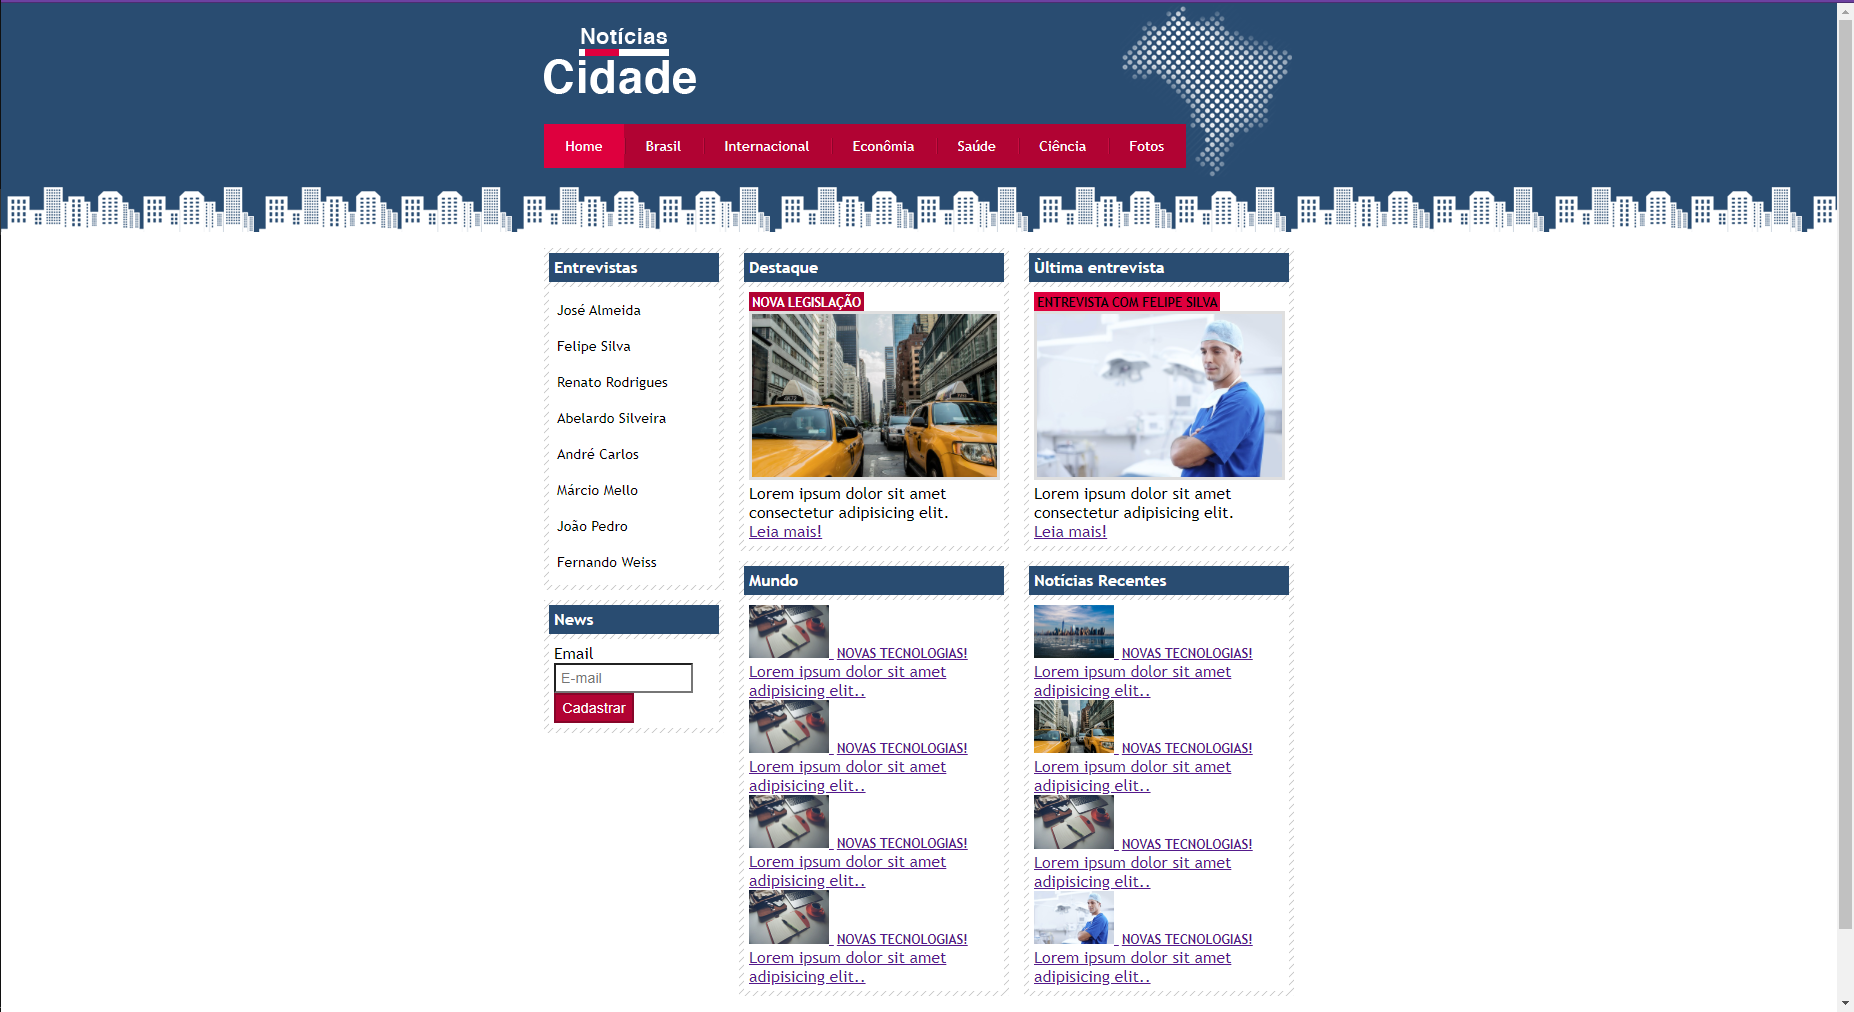 Notícias
Cidade
Home
Brasil
Internacional
Econômia
Saúde
Ciência
Fotos
Entrevistas
José Almeida
Felipe Silva
Renato Rodrigues
Abelardo Silveira
André Carlos
Márcio Mello
João Pedro
Fernando Weiss
News
Email
E-mail
Cadastrar
Destaque
NOVA LEGISLAÇÃO
Lorem ipsum dolor sit amet
consectetur adipisicing elit.
Leia mais!
Ùltima entrevista
ENTREVISTA COM FELIPE SILVA
Lorem ipsum dolor sit amet
consectetur adipisicing elit.
Leia mais!
Mundo
NOVAS TECNOLOGIAS!
Lorem ipsum dolor sit amet
adipisicing elit..
NOVAS TECNOLOGIAS!
Lorem ipsum dolor sit amet
adipisicing elit..
NOVAS TECNOLOGIAS!
Lorem ipsum dolor sit amet
adipisicing elit..
NOVAS TECNOLOGIAS!
Lorem ipsum dolor sit amet
adipisicing elit..
Notícias Recentes
NOVAS TECNOLOGIAS!
Lorem ipsum dolor sit amet
adipisicing elit..
NOVAS TECNOLOGIAS!
Lorem ipsum dolor sit amet
adipisicing elit..
NOVAS TECNOLOGIAS!
Lorem ipsum dolor sit amet
adipisicing elit..
NOVAS TECNOLOGIAS!
Lorem ipsum dolor sit amet
adipisicing elit..